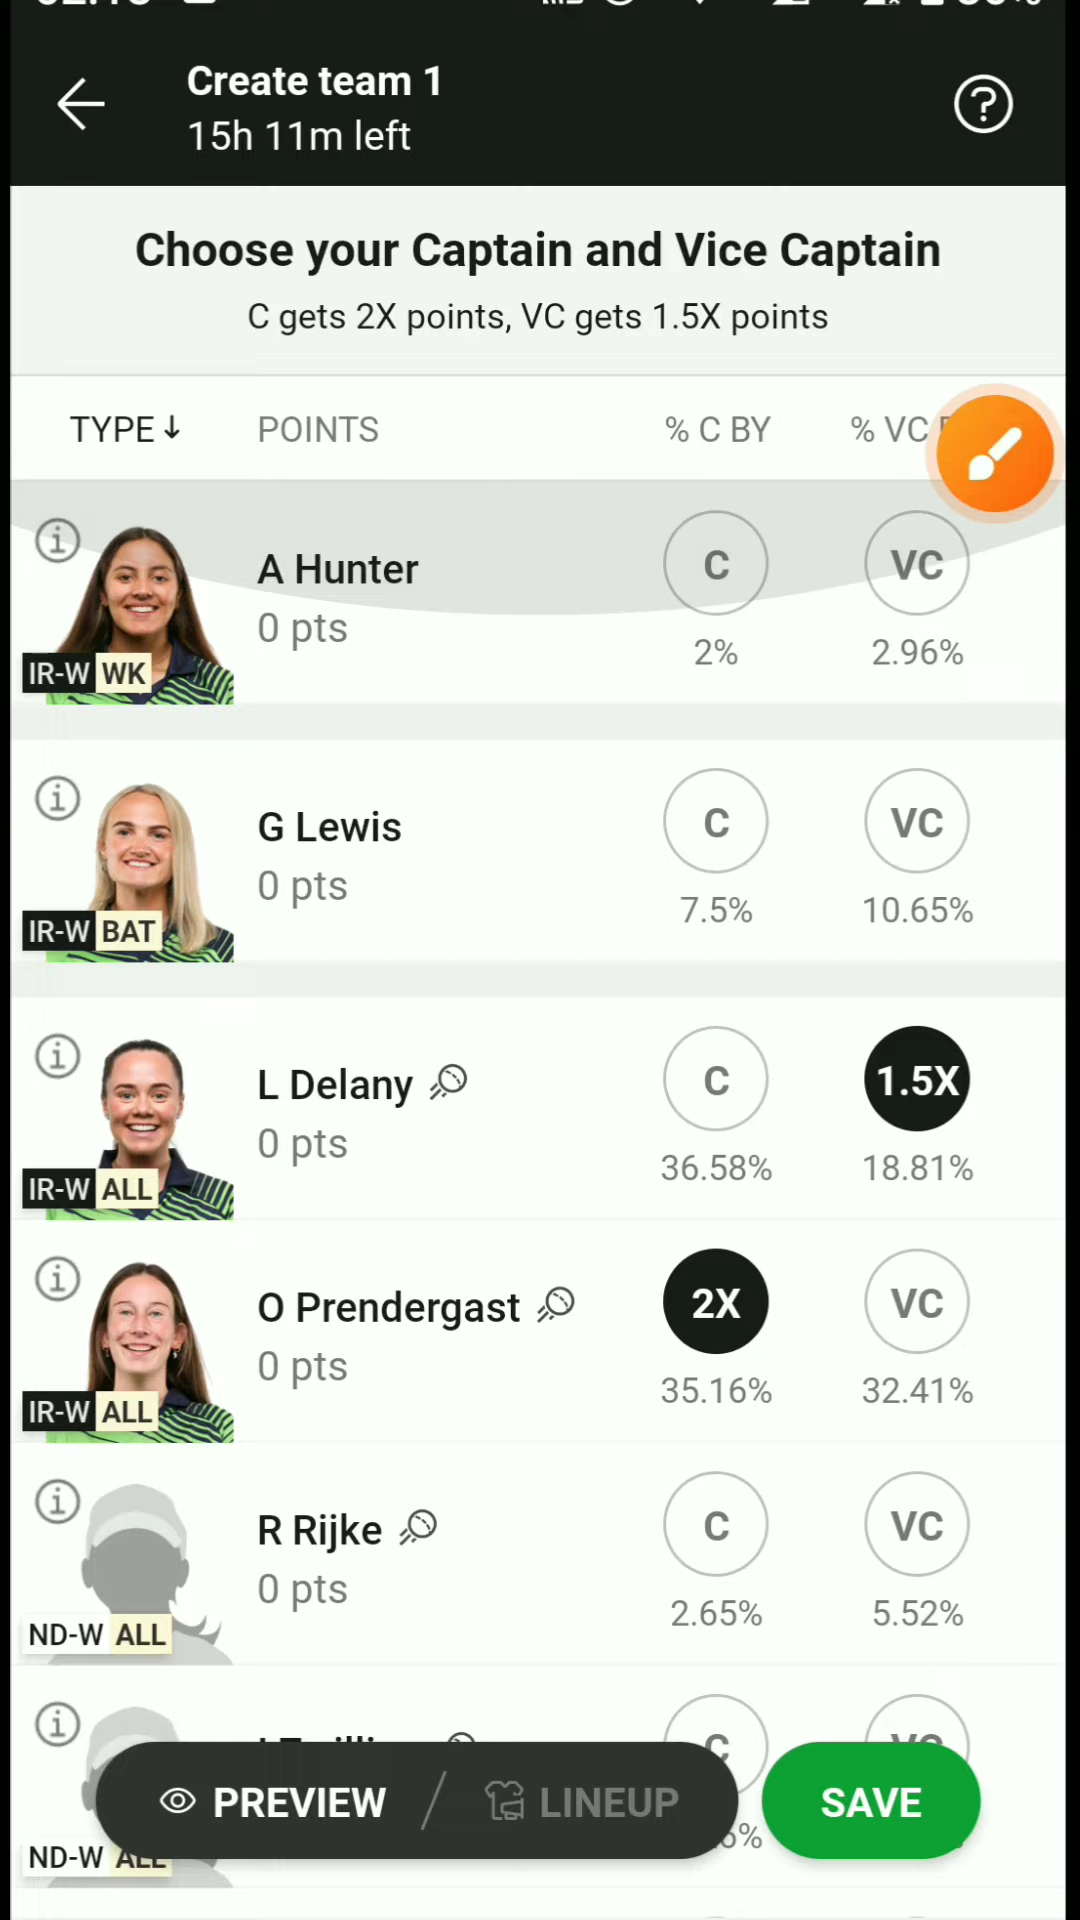 Create team 1
15h 11m left
Choose your Captain and Vice Captain
C gets 2X points, VC gets 1.5X points
TYPE↓ POINTS % C BY % VC
A Hunter C VC
0 pts 2% 2.96%
IR-W WK
G Lewis C VC
0 pts 7.5% 10.65%
IR-W BAT
L Delany C 1.5X
0 pts 36.58% 18.81%
IR-W ALL
O Prendergast 2X VC
0 pts 35.16% 32.41%
IR-W ALL
R Rijke C VC
0 pts 2.65% 5.52%
ND-W ALL
C VC
PREVIEW / LINEUP SAVE
ND-W ALL